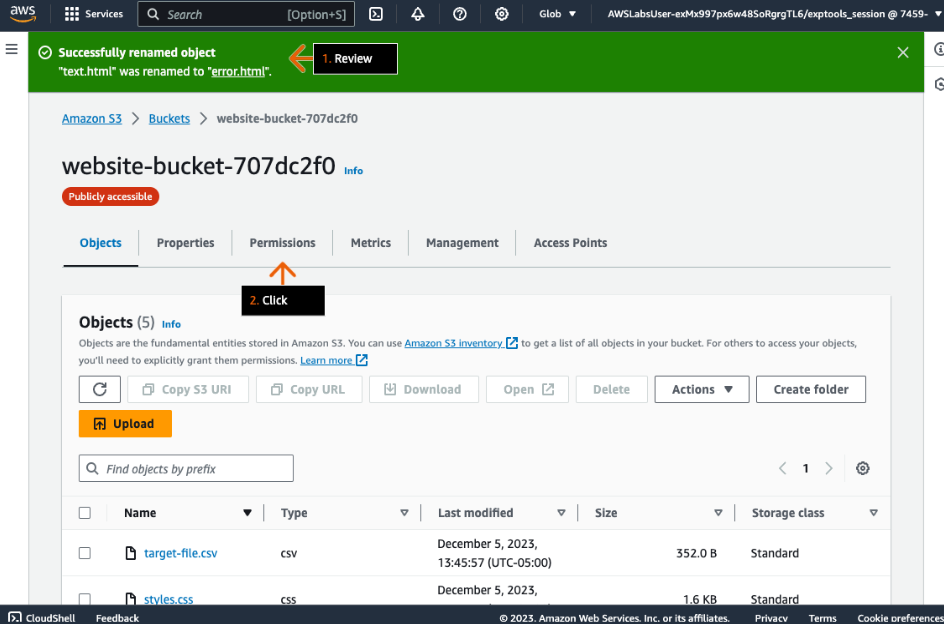 aws
Services
Search [Option+S]
Glob
AWSLabsUser-exMx997px6w48SoRgrgTL6/exptools_session @ 7459-
Successfully renamed object
"text.html" was renamed to "error.html".
1. Review
Amazon S3 > Buckets > website-bucket-707dc2f0
website-bucket-707dc2f0 Info
Publicly accessible
Objects Properties Permissions Metrics Management Access Points
2. Click
Objects (5) Info
Objects are the fundamental entities stored in Amazon S3. You can use Amazon S3 inventory to get a list of all objects in your bucket. For others to access your objects,
you'll need to explicitly grant them permissions. Learn more
Copy S3 URI Copy URL Download Open Delete Actions Create folder
Upload
Find objects by prefix
1
Name Type Last modified Size Storage class
target-file.csv csv December 5, 2023, 352.0 B Standard
13:45:57 (UTC-05:00)
styles.css css December 5, 2023, 1.6 KB Standard
CloudShell Feedback © 2023, Amazon Web Services, Inc. or its affiliates. Privacy Terms Cookie preferences